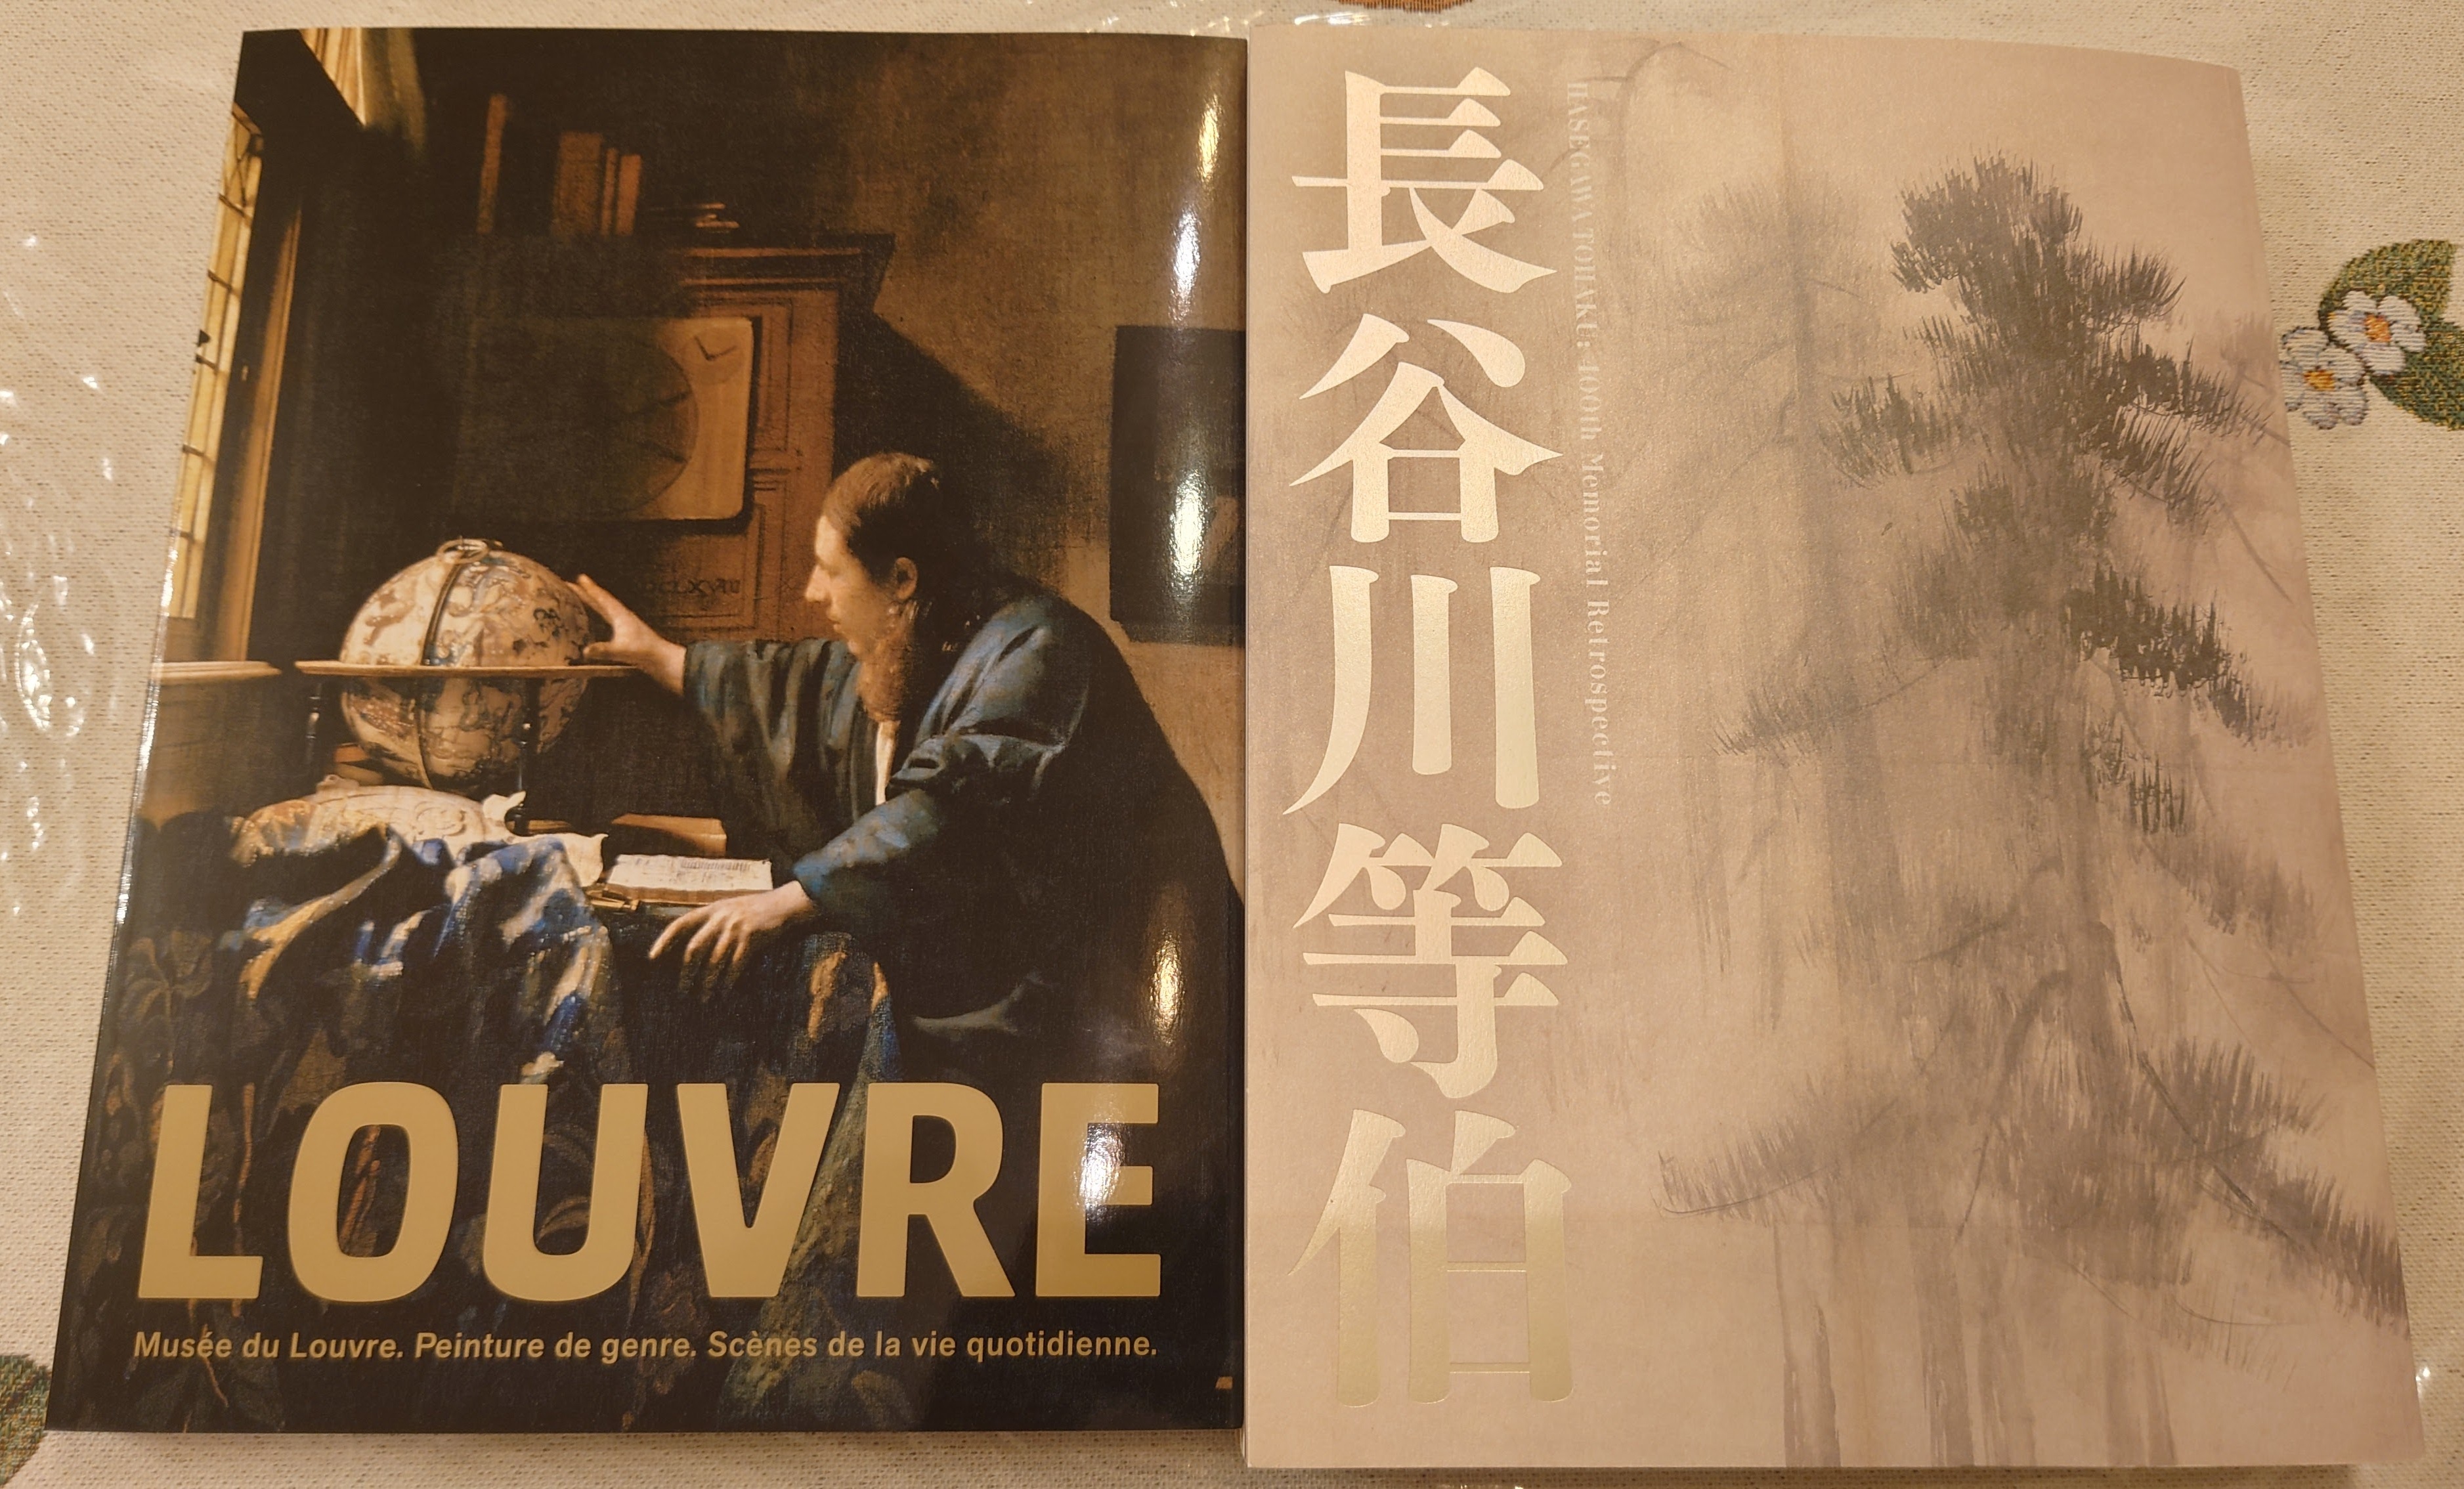 LOUVRE
Musée du Louvre. Peinture de genre. Scènes de la vie quotidienne.
長谷川等伯
HASEGAWA TOHAKU: 400th Memorial Retrospective